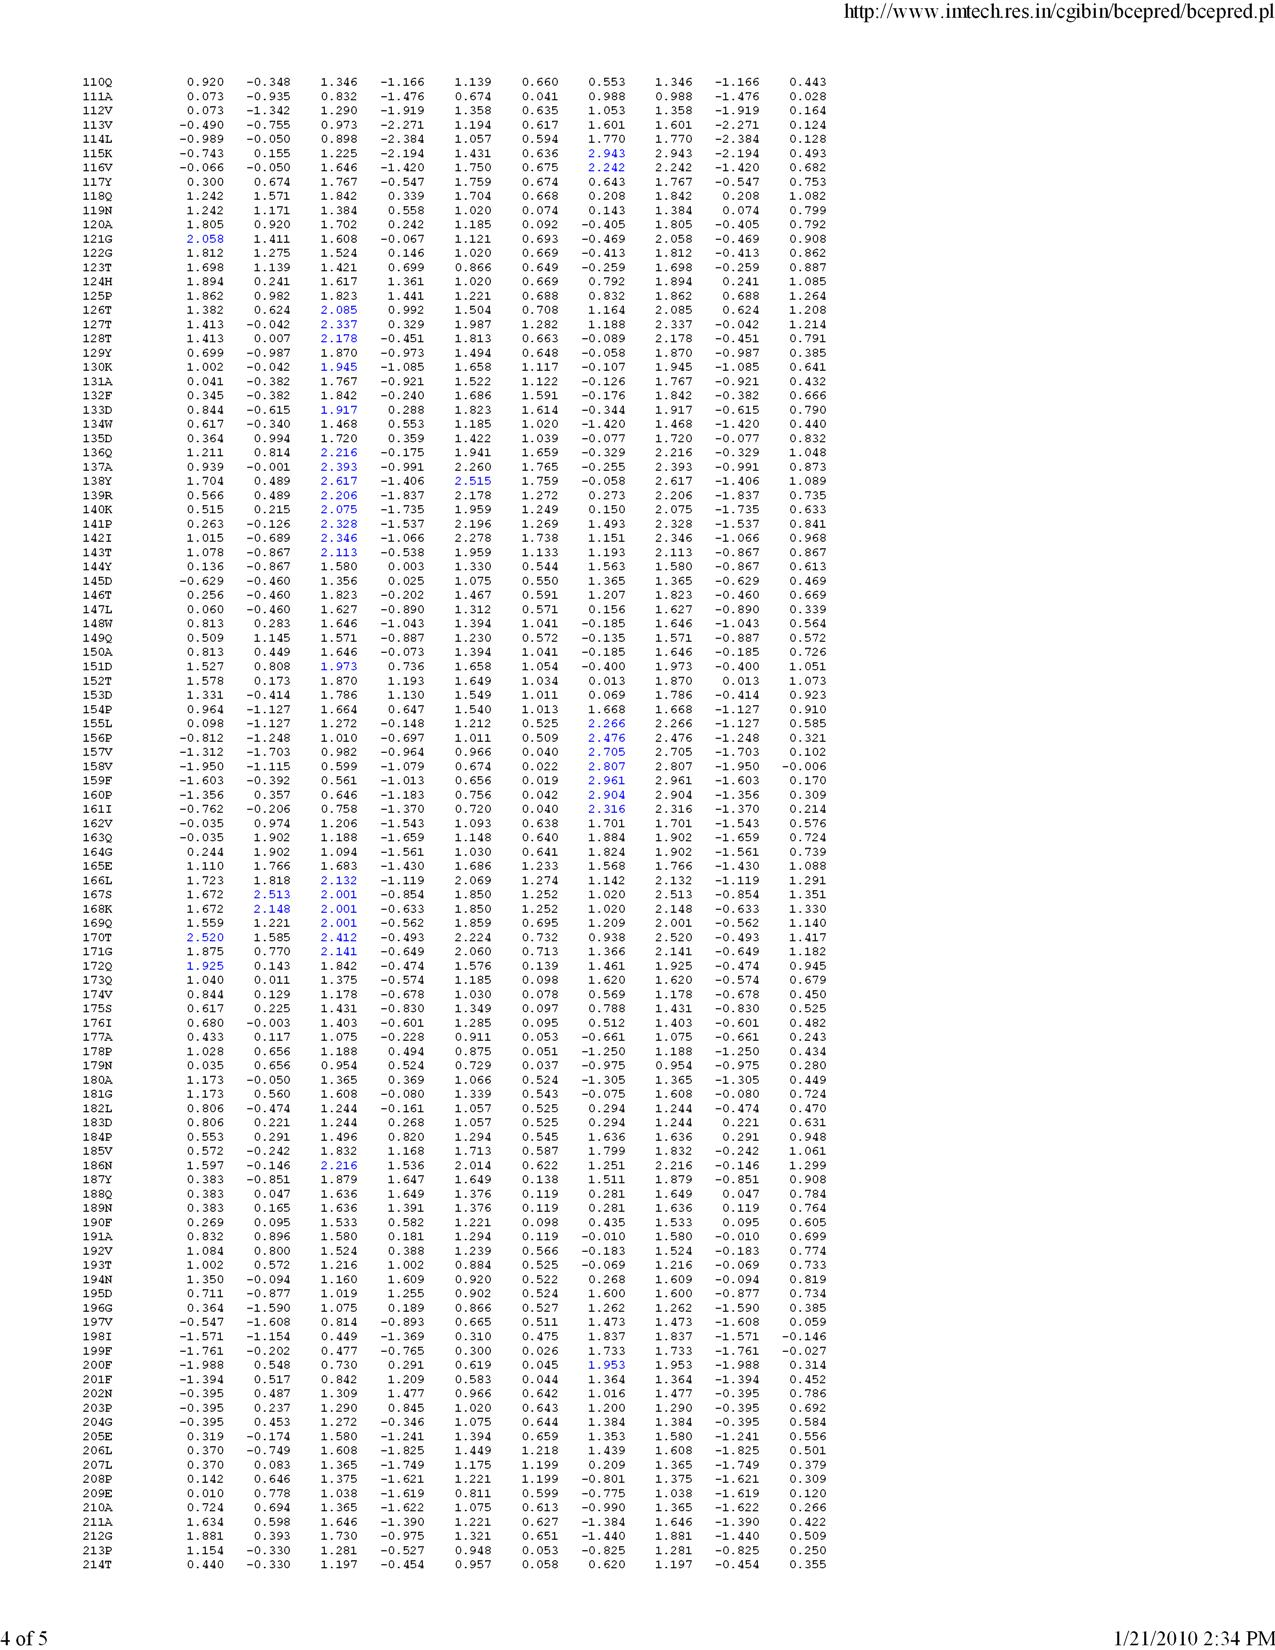 http://www.imtech.res.in/cgibin/bcepred/bcepred.pl
110Q 0.920 -0.348 1.346 -1.166 1.139 0.660 0.553 1.346 -1.166 0.443
111A 0.073 -0.935 0.832 -1.476 0.674 0.041 0.988 0.988 -1.476 0.028
112V 0.073 -1.342 1.290 -1.919 1.358 0.635 1.053 1.358 -1.919 0.164
113V -0.490 -0.755 0.973 -2.271 1.194 0.617 1.601 1.601 -2.271 0.124
114L -0.989 -0.050 0.898 -2.384 1.057 0.594 1.770 1.770 -2.384 0.128
115K -0.743 0.155 1.225 -2.194 1.431 0.636 2.943 2.943 -2.194 0.493
116V -0.066 -0.050 1.646 -1.420 1.750 0.675 2.242 2.242 -1.420 0.682
117Y 0.300 0.674 1.767 -0.547 1.759 0.674 0.643 1.767 -0.547 0.753
118Q 1.242 1.571 1.842 0.339 1.704 0.668 0.208 1.842 0.208 1.082
119N 1.242 1.171 1.384 0.558 1.020 0.074 0.143 1.384 0.074 0.799
120A 1.805 0.920 1.702 0.242 1.185 0.092 -0.405 1.805 -0.405 0.792
121G 2.058 1.411 1.608 -0.067 1.121 0.693 -0.469 2.058 -0.469 0.908
122G 1.812 1.275 1.524 0.146 1.020 0.669 -0.413 1.812 -0.413 0.862
123T 1.698 1.139 1.421 0.699 0.866 0.649 -0.259 1.698 -0.259 0.887
124H 1.894 0.241 1.617 1.361 1.020 0.669 0.792 1.894 0.241 1.085
125P 1.862 0.982 1.823 1.441 1.221 0.688 0.832 1.862 0.688 1.264
126T 1.382 0.624 2.085 0.992 1.504 0.708 1.164 2.085 0.624 1.208
127T 1.413 -0.042 2.337 0.329 1.987 1.282 1.188 2.337 -0.042 1.214
128T 1.413 0.007 2.178 -0.451 1.813 0.663 -0.089 2.178 -0.451 0.791
129Y 0.699 -0.987 1.870 -0.973 1.494 0.648 -0.058 1.870 -0.987 0.385
130K 1.002 -0.042 1.945 -1.085 1.658 1.117 -0.107 1.945 -1.085 0.641
131A 0.041 -0.382 1.767 -0.921 1.522 1.122 -0.126 1.767 -0.921 0.432
132F 0.345 -0.382 1.842 -0.240 1.686 1.591 -0.176 1.842 -0.382 0.666
133D 0.844 -0.615 1.917 0.288 1.823 1.614 -0.344 1.917 -0.615 0.790
134W 0.617 -0.340 1.468 0.553 1.185 1.020 -1.420 1.468 -1.420 0.440
135D 0.364 0.994 1.720 0.359 1.422 1.039 -0.077 1.720 -0.077 0.832
136Q 1.211 0.814 2.216 -0.175 1.941 1.659 -0.329 2.216 -0.329 1.048
137A 0.939 -0.001 2.393 -0.991 2.260 1.765 -0.255 2.393 -0.991 0.873
138Y 1.704 0.489 2.617 -1.406 2.515 1.759 -0.058 2.617 -1.406 1.089
139R 0.566 0.489 2.206 -1.837 2.178 1.272 0.273 2.206 -1.837 0.735
140K 0.515 0.215 2.075 -1.735 1.959 1.249 0.150 2.075 -1.735 0.633
141P 0.263 -0.126 2.328 -1.537 2.196 1.269 1.493 2.328 -1.537 0.841
142I 1.015 -0.689 2.346 -1.066 2.278 1.738 1.151 2.346 -1.066 0.968
143T 1.078 -0.867 2.113 -0.538 1.959 1.133 1.193 2.113 -0.867 0.867
144Y 0.136 -0.867 1.580 0.003 1.330 0.544 1.563 1.580 -0.867 0.613
145D -0.629 -0.460 1.356 0.025 1.075 0.550 1.365 1.365 -0.629 0.469
146T 0.256 -0.460 1.823 -0.202 1.467 0.591 1.207 1.823 -0.460 0.669
147L 0.060 -0.460 1.627 -0.890 1.312 0.571 0.156 1.627 -0.890 0.339
148W 0.813 0.283 1.646 -1.043 1.394 1.041 -0.185 1.646 -1.043 0.564
149Q 0.509 1.145 1.571 -0.887 1.230 0.572 -0.135 1.571 -0.887 0.572
150A 0.813 0.449 1.646 -0.073 1.394 1.041 -0.185 1.646 -0.185 0.726
151D 1.527 0.808 1.973 0.736 1.658 1.054 -0.400 1.973 -0.400 1.051
152T 1.578 0.173 1.870 1.193 1.649 1.034 0.013 1.870 0.013 1.073
153D 1.331 -0.414 1.786 1.130 1.549 1.011 0.069 1.786 -0.414 0.923
154P 0.964 -1.127 1.664 0.647 1.540 1.013 1.668 1.668 -1.127 0.910
155L 0.098 -1.127 1.272 -0.148 1.212 0.525 2.266 2.266 -1.127 0.585
156P -0.812 -1.248 1.010 -0.697 1.011 0.509 2.476 2.476 -1.248 0.321
157V -1.312 -1.703 0.982 -0.964 0.966 0.040 2.705 2.705 -1.703 0.102
158V -1.950 -1.115 0.599 -1.079 0.674 0.022 2.807 2.807 -1.950 -0.006
159F -1.603 -0.392 0.561 -1.013 0.656 0.019 2.961 2.961 -1.603 0.170
160P -1.356 0.357 0.646 -1.183 0.756 0.042 2.904 2.904 -1.356 0.309
161I -0.762 -0.206 0.758 -1.370 0.720 0.040 2.316 2.316 -1.370 0.214
162V -0.035 0.974 1.206 -1.543 1.093 0.638 1.701 1.701 -1.543 0.576
163Q -0.035 1.902 1.188 -1.659 1.148 0.640 1.884 1.902 -1.659 0.724
164G 0.244 1.902 1.094 -1.561 1.030 0.641 1.824 1.902 -1.561 0.739
165E 1.110 1.766 1.683 -1.430 1.686 1.233 1.568 1.766 -1.430 1.088
166L 1.723 1.818 2.132 -1.119 2.069 1.274 1.142 2.132 -1.119 1.291
167S 1.672 2.513 2.001 -0.854 1.850 1.252 1.020 2.513 -0.854 1.351
168K 1.672 2.148 2.001 -0.633 1.850 1.252 1.020 2.148 -0.633 1.330
169Q 1.559 1.221 2.001 -0.562 1.859 0.695 1.209 2.001 -0.562 1.140
170T 2.520 1.585 2.412 -0.493 2.224 0.732 0.938 2.520 -0.493 1.417
171G 1.875 0.770 2.141 -0.649 2.060 0.713 1.366 2.141 -0.649 1.182
172Q 1.925 0.143 1.842 -0.474 1.576 0.139 1.461 1.925 -0.474 0.945
173Q 1.040 0.011 1.375 -0.574 1.185 0.098 1.620 1.620 -0.574 0.679
174V 0.844 0.129 1.178 -0.678 1.030 0.078 0.569 1.178 -0.678 0.450
175S 0.617 0.225 1.431 -0.830 1.349 0.097 0.788 1.431 -0.830 0.525
176I 0.680 -0.003 1.403 -0.601 1.285 0.095 0.512 1.403 -0.601 0.482
177A 0.433 0.117 1.075 -0.228 0.911 0.053 -0.661 1.075 -0.661 0.243
178P 1.028 0.656 1.188 0.494 0.875 0.051 -1.250 1.188 -1.250 0.434
179N 0.035 0.656 0.954 0.524 0.729 0.037 -0.975 0.954 -0.975 0.280
180A 1.173 -0.050 1.365 0.369 1.066 0.524 -1.305 1.365 -1.305 0.449
181G 1.173 0.560 1.608 -0.080 1.339 0.543 -0.075 1.608 -0.080 0.724
182L 0.806 -0.474 1.244 -0.161 1.057 0.525 0.294 1.244 -0.474 0.470
183D 0.806 0.221 1.244 0.268 1.057 0.525 0.294 1.244 0.221 0.631
184P 0.553 0.291 1.496 0.820 1.294 0.545 1.636 1.636 0.291 0.948
185V 0.572 -0.242 1.832 1.168 1.713 0.587 1.799 1.832 -0.242 1.061
186N 1.597 -0.146 2.216 1.536 2.014 0.622 1.251 2.216 -0.146 1.299
187Y 0.383 -0.851 1.879 1.647 1.649 0.138 1.511 1.879 -0.851 0.908
188Q 0.383 0.047 1.636 1.649 1.376 0.119 0.281 1.649 0.047 0.784
189N 0.383 0.165 1.636 1.391 1.376 0.119 0.281 1.636 0.119 0.764
190F 0.269 0.095 1.533 0.582 1.221 0.098 0.435 1.533 0.095 0.605
191A 0.832 0.896 1.580 0.181 1.294 0.119 -0.010 1.580 -0.010 0.699
192V 1.084 0.800 1.524 0.388 1.239 0.566 -0.183 1.524 -0.183 0.774
193T 1.002 0.572 1.216 1.002 0.884 0.525 -0.069 1.216 -0.069 0.733
194N 1.350 -0.094 1.160 1.609 0.920 0.522 0.268 1.609 -0.094 0.819
195D 0.711 -0.877 1.019 1.255 0.902 0.524 1.600 1.600 -0.877 0.734
196G 0.364 -1.590 1.075 0.189 0.866 0.527 1.262 1.262 -1.590 0.385
197V -0.547 -1.608 0.814 -0.893 0.665 0.511 1.473 1.473 -1.608 0.059
198I -1.571 -1.154 0.449 -1.369 0.310 0.475 1.837 1.837 -1.571 -0.146
199F -1.761 -0.202 0.477 -0.765 0.300 0.026 1.733 1.733 -1.761 -0.027
200F -1.988 0.548 0.730 0.291 0.619 0.045 1.953 1.953 -1.988 0.314
201F -1.394 0.517 0.842 1.209 0.583 0.044 1.364 1.364 -1.394 0.452
202N -0.395 0.487 1.309 1.477 0.966 0.642 1.016 1.477 -0.395 0.786
203P -0.395 0.237 1.290 0.845 1.020 0.643 1.200 1.290 -0.395 0.692
204G -0.395 0.453 1.272 -0.346 1.075 0.644 1.384 1.384 -0.395 0.584
205E 0.319 -0.174 1.580 -1.241 1.394 0.659 1.353 1.580 -1.241 0.556
206L 0.370 -0.749 1.608 -1.825 1.449 1.218 1.439 1.608 -1.825 0.501
207L 0.370 0.083 1.365 -1.749 1.175 1.199 0.209 1.365 -1.749 0.379
208P 0.142 0.646 1.375 -1.621 1.221 1.199 -0.801 1.375 -1.621 0.309
209E 0.010 0.778 1.038 -1.619 0.811 0.599 -0.775 1.038 -1.619 0.120
210A 0.724 0.694 1.365 -1.622 1.075 0.613 -0.990 1.365 -1.622 0.266
211A 1.634 0.598 1.646 -1.390 1.221 0.627 -1.384 1.646 -1.390 0.422
212G 1.881 0.393 1.730 -0.975 1.321 0.651 -1.440 1.881 -1.440 0.509
213P 1.154 -0.330 1.281 -0.527 0.948 0.053 -0.825 1.281 -0.825 0.250
214T 0.440 -0.330 1.197 -0.454 0.957 0.058 0.620 1.197 -0.454 0.355
4 of 5 1/21/2010 2:34 PM